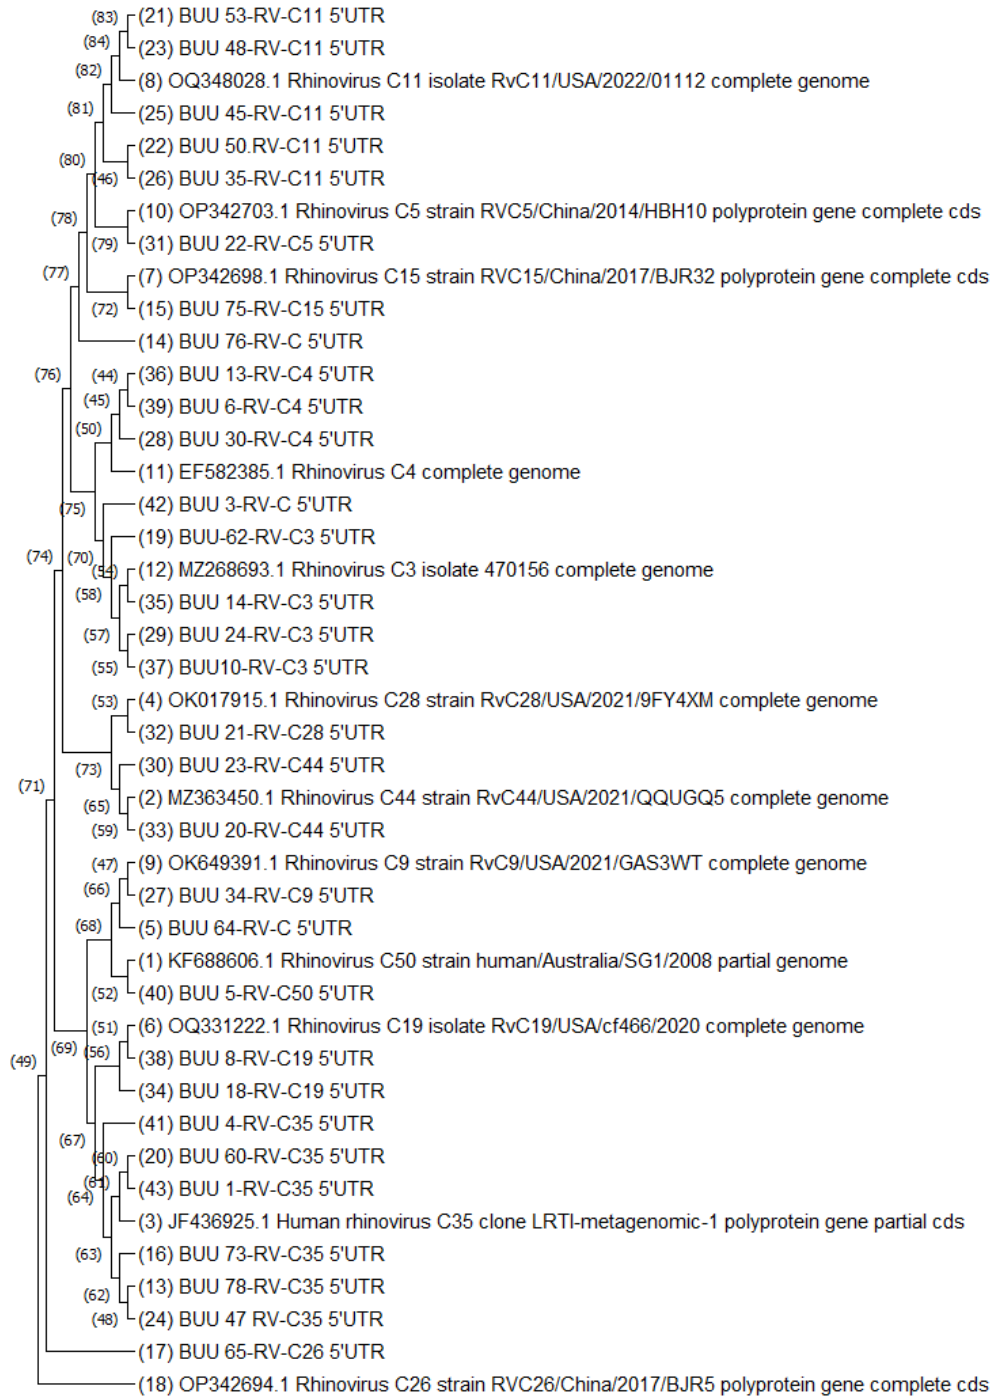 (83) (21) BUU 53-RV-C11 5'UTR
(84) (23) BUU 48-RV-C11 5'UTR
(82) (8) OQ348028.1 Rhinovirus C11 isolate RvC11/USA/2022/01112 complete genome
(81) (25) BUU 45-RV-C11 5'UTR
(22) BUU 50.RV-C11 5'UTR
(80) (46) (26) BUU 35-RV-C11 5'UTR
(78) (10) OP342703.1 Rhinovirus C5 strain RVC5/China/2014/HBH10 polyprotein gene complete cds
(79) (31) BUU 22-RV-C5 5'UTR
(77) (7) OP342698.1 Rhinovirus C15 strain RVC15/China/2017/BJR32 polyprotein gene complete cds
(72) (15) BUU 75-RV-C15 5'UTR
(14) BUU 76-RV-C 5'UTR
(76) (44) (36) BUU 13-RV-C4 5'UTR
(45) (39) BUU 6-RV-C4 5'UTR
(50) (28) BUU 30-RV-C4 5'UTR
(11) EF582385.1 Rhinovirus C4 complete genome
(75) (42) BUU 3-RV-C 5'UTR
(19) BUU-62-RV-C3 5'UTR
(74) (70) (54) (12) MZ268693.1 Rhinovirus C3 isolate 470156 complete genome
(58) (35) BUU 14-RV-C3 5'UTR
(57) (29) BUU 24-RV-C3 5'UTR
(55) (37) BUU10-RV-C3 5'UTR
(53) (4) OK017915.1 Rhinovirus C28 strain RvC28/USA/2021/9FY4XM complete genome
(32) BUU 21-RV-C28 5'UTR
(73) (30) BUU 23-RV-C44 5'UTR
(71) (65) (2) MZ363450.1 Rhinovirus C44 strain RvC44/USA/2021/QQUGQ5 complete genome
(59) (33) BUU 20-RV-C44 5'UTR
(47) (9) OK649391.1 Rhinovirus C9 strain RvC9/USA/2021/GAS3WT complete genome
(66) (27) BUU 34-RV-C9 5'UTR
(68) (5) BUU 64-RV-C 5'UTR
(1) KF688606.1 Rhinovirus C50 strain human/Australia/SG1/2008 partial genome
(52) (40) BUU 5-RV-C50 5'UTR
(51) (6) OQ331222.1 Rhinovirus C19 isolate RvC19/USA/cf466/2020 complete genome
(49) (69) (56) (38) BUU 8-RV-C19 5'UTR
(34) BUU 18-RV-C19 5'UTR
(67) (41) BUU 4-RV-C35 5'UTR
(60) (20) BUU 60-RV-C35 5'UTR
(64) (61) (43) BUU 1-RV-C35 5'UTR
(3) JF436925.1 Human rhinovirus C35 clone LRTI-metagenomic-1 polyprotein gene partial cds
(63) (16) BUU 73-RV-C35 5'UTR
(62) (13) BUU 78-RV-C35 5'UTR
(48) (24) BUU 47 RV-C35 5'UTR
(17) BUU 65-RV-C26 5'UTR
(18) OP342694.1 Rhinovirus C26 strain RVC26/China/2017/BJR5 polyprotein gene complete cds